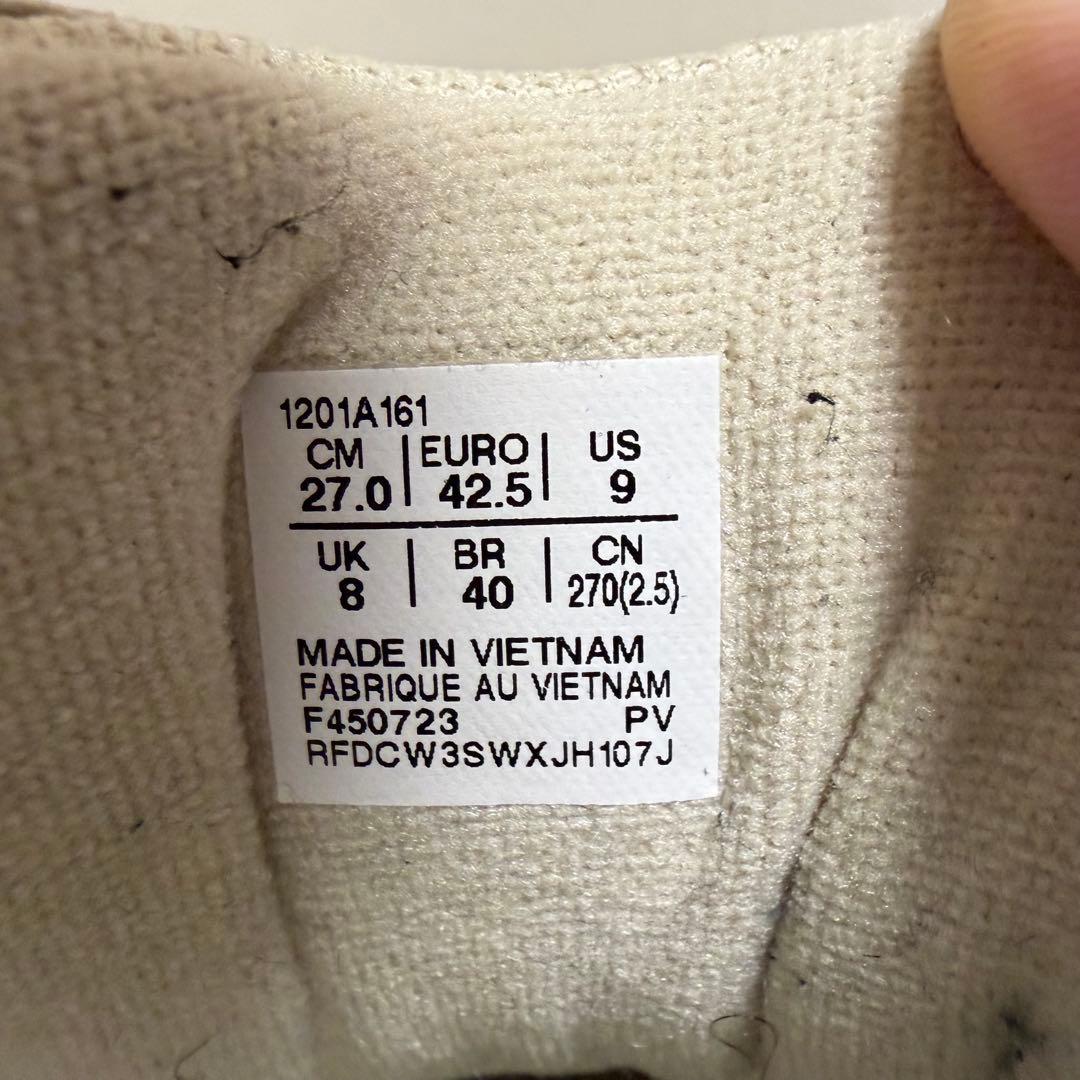 1201A161
CM | EURO | US
27.0 | 42.5 | 9
UK | BR | CN
8 | 40 | 270(2.5)
MADE IN VIETNAM
FABRIQUE AU VIETNAM
F450723 PV
RFDCW3SWXJH107J